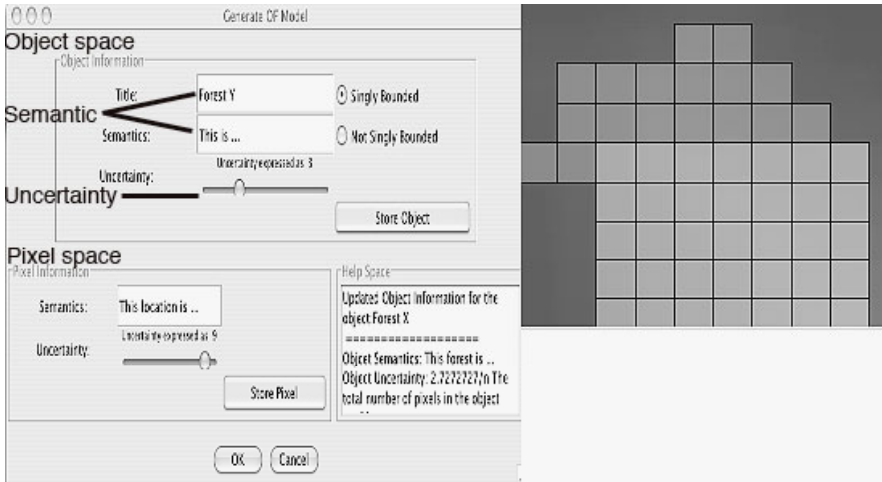 Generate OF Model
Object space
Object Information
Title:
Forest Y
Singly Bounded
Semantic
Semantics:
This is ...
Not Singly Bounded
Uncertainty expressed as 3
Uncertainty:
Uncertainty
Store Object
Pixel space
Pixel Information
Semantics:
This location is ...
Uncertainty expressed as 9
Uncertainty:
Store Pixel
Help Space
Updated Object Information for the
object Forest X
===================
Objcet Semantics: This forest is ...
Object Uncertainty: 2.7272727/n The
total number of pixels in the object
OK
Cancel